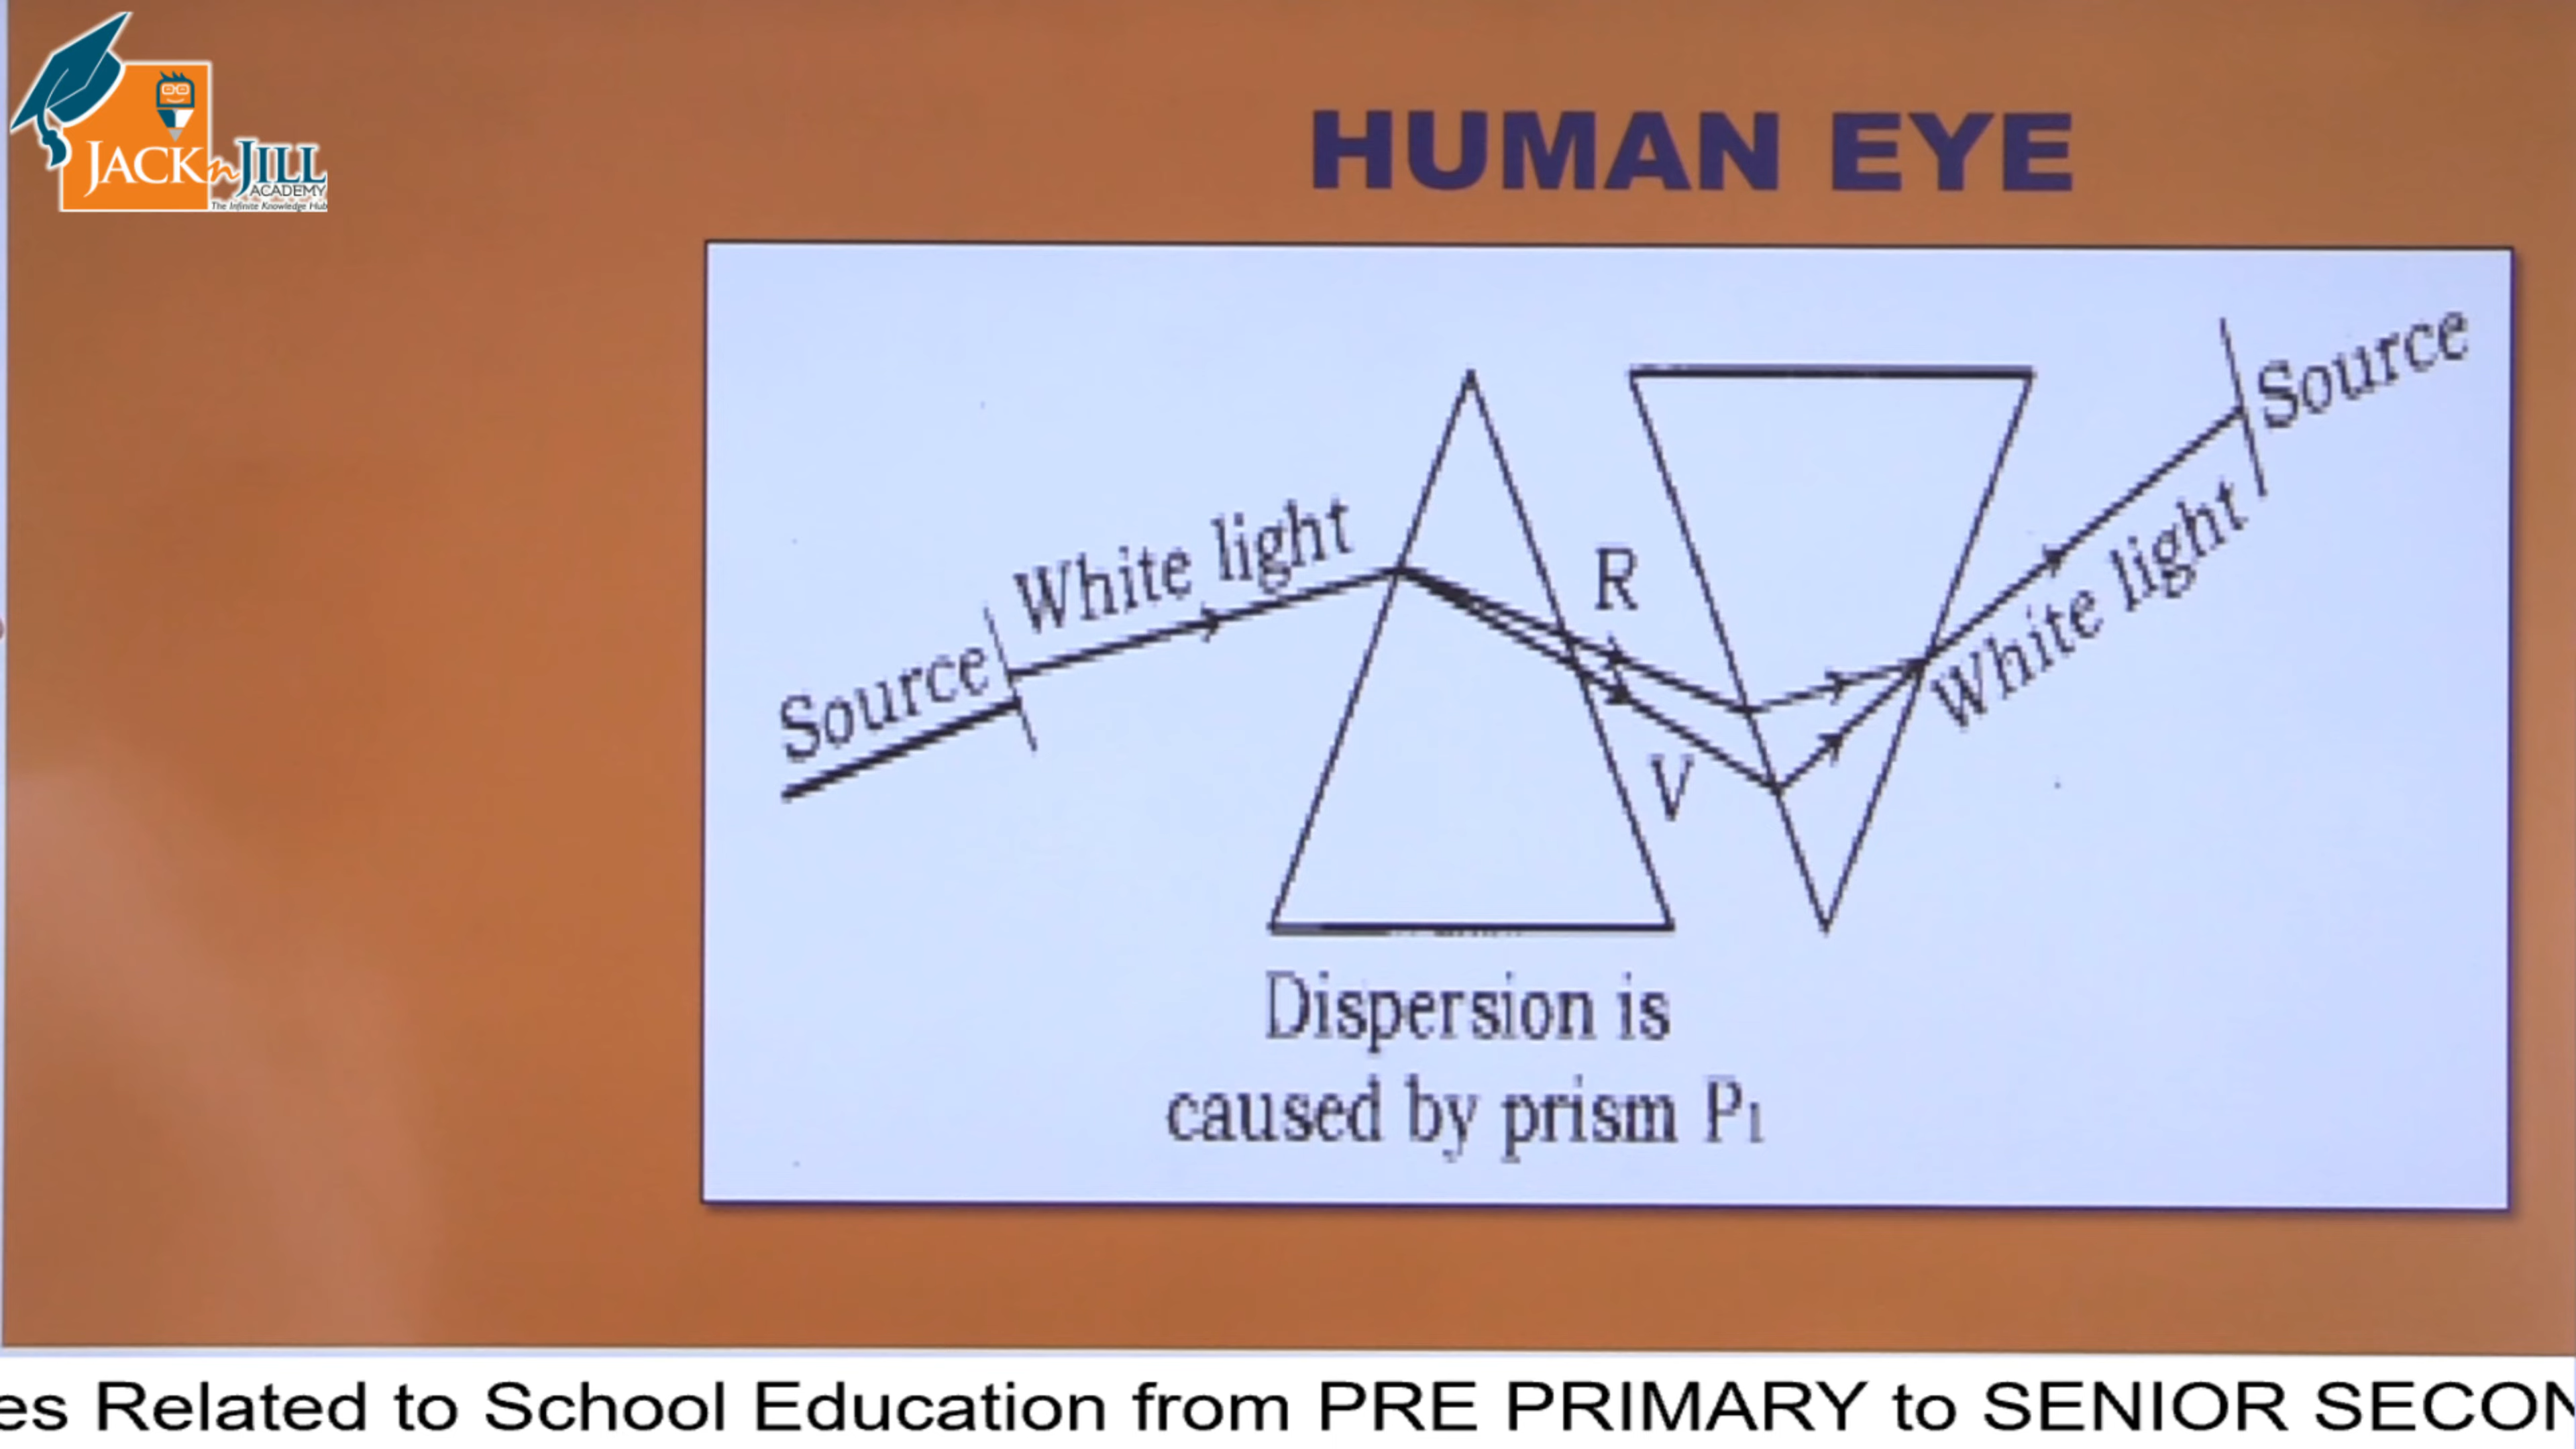 JACK n JILL
ACADEMY
The Infinite Knowledge Hub
HUMAN EYE
Source
White light
R
V
White light
Source
Dispersion is
caused by prism P1
es Related to School Education from PRE PRIMARY to SENIOR SECON